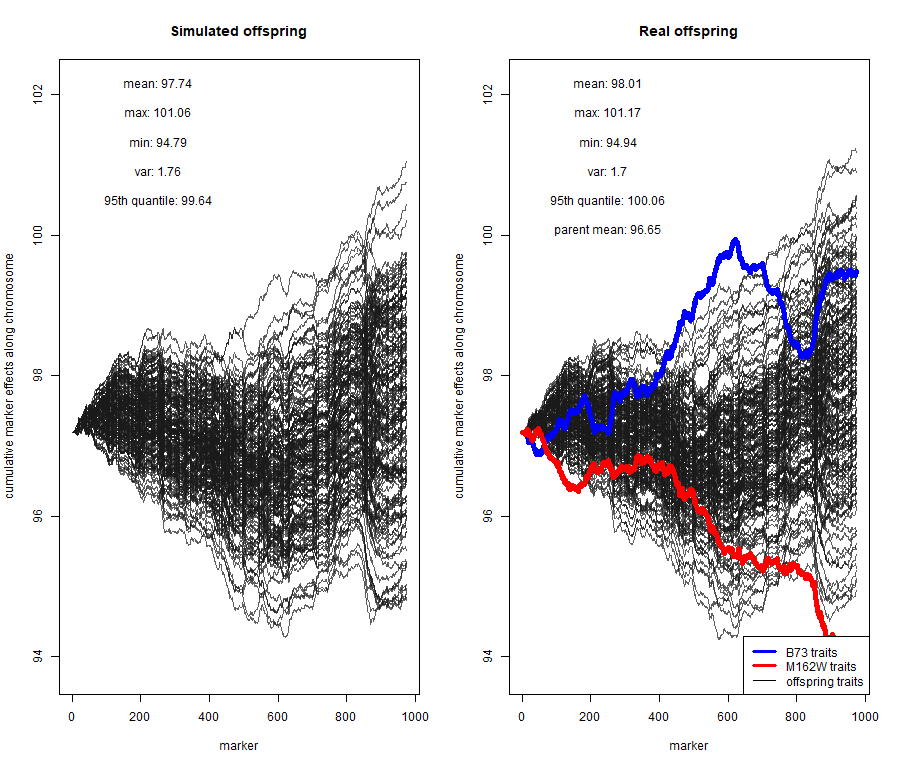 Simulated offspring
mean: 97.74
max: 101.06
min: 94.79
var: 1.76
95th quantile: 99.64
cumulative marker effects along chromosome
102
100
98
96
94
0 200 400 600 800 1000
marker
Real offspring
mean: 98.01
max: 101.17
min: 94.94
var: 1.7
95th quantile: 100.06
parent mean: 96.65
cumulative marker effects along chromosome
102
100
98
96
94
B73 traits
M162W traits
offspring traits
0 200 400 600 800 1000
marker